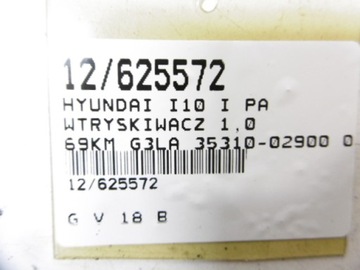 12/625572
HYUNDAI I10 I PA
WTRYSKIWACZ 1,0
69KM G3LA 35310-02900 0
12/625572
G V 18 B